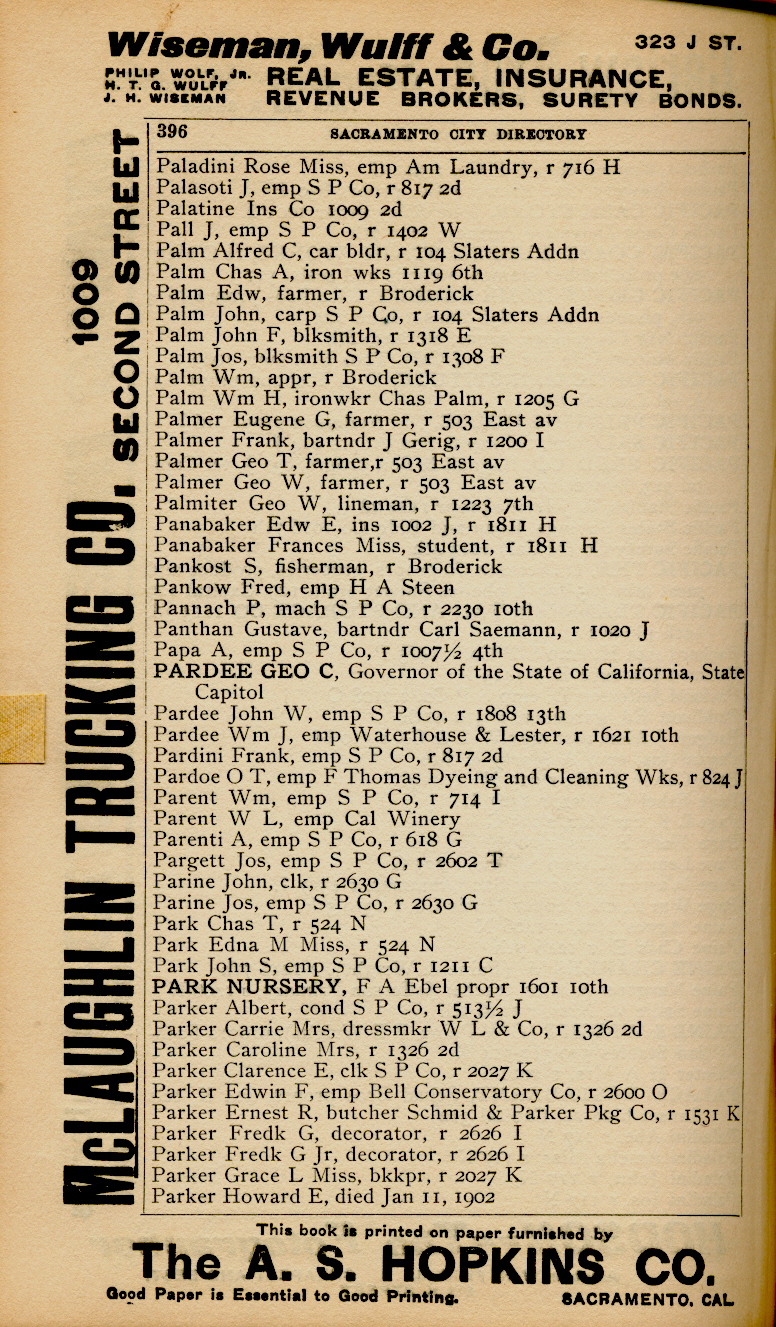 Wiseman, Wulff & Co. 323 J ST.
PHILIP WOLF, JR.
H. T. G. WULFF
J. H. WISEMAN
REAL ESTATE, INSURANCE,
REVENUE BROKERS, SURETY BONDS.
McLAUGHLIN TRUCKING CO. 1009 SECOND STREET
396 SACRAMENTO CITY DIRECTORY
Paladini Rose Miss, emp Am Laundry, r 716 H
Palasoti J, emp S P Co, r 817 2d
Palatine Ins Co 1009 2d
Pall J, emp S P Co, r 1402 W
Palm Alfred C, car bldr, r 104 Slaters Addn
Palm Chas A, iron wks 1119 6th
Palm Edw, farmer, r Broderick
Palm John, carp S P Co, r 104 Slaters Addn
Palm John F, blksmith, r 1318 E
Palm Jos, blksmith S P Co, r 1308 F
Palm Wm, appr, r Broderick
Palm Wm H, ironwkr Chas Palm, r 1205 G
Palmer Eugene G, farmer, r 503 East av
Palmer Frank, bartndr J Gerig, r 1200 I
Palmer Geo T, farmer,r 503 East av
Palmer Geo W, farmer, r 503 East av
Palmiter Geo W, lineman, r 1223 7th
Panabaker Edw E, ins 1002 J, r 1811 H
Panabaker Frances Miss, student, r 1811 H
Pankost S, fisherman, r Broderick
Pankow Fred, emp H A Steen
Pannach P, mach S P Co, r 2230 10th
Panthan Gustave, bartndr Carl Saemann, r 1020 J
Papa A, emp S P Co, r 1007½ 4th
PARDEE GEO C, Governor of the State of California, State
Capitol
Pardee John W, emp S P Co, r 1808 13th
Pardee Wm J, emp Waterhouse & Lester, r 1621 10th
Pardini Frank, emp S P Co, r 817 2d
Pardoe O T, emp F Thomas Dyeing and Cleaning Wks, r 824 J
Parent Wm, emp S P Co, r 714 I
Parent W L, emp Cal Winery
Parenti A, emp S P Co, r 618 G
Pargett Jos, emp S P Co, r 2602 T
Parine John, clk, r 2630 G
Parine Jos, emp S P Co, r 2630 G
Park Chas T, r 524 N
Park Edna M Miss, r 524 N
Park John S, emp S P Co, r 1211 C
PARK NURSERY, F A Ebel propr 1601 10th
Parker Albert, cond S P Co, r 513½ J
Parker Carrie Mrs, dressmkr W L & Co, r 1326 2d
Parker Caroline Mrs, r 1326 2d
Parker Clarence E, clk S P Co, r 2027 K
Parker Edwin F, emp Bell Conservatory Co, r 2600 O
Parker Ernest R, butcher Schmid & Parker Pkg Co, r 1531 K
Parker Fredk G, decorator, r 2626 I
Parker Fredk G Jr, decorator, r 2626 I
Parker Grace L Miss, bkkpr, r 2027 K
Parker Howard E, died Jan 11, 1902
This book is printed on paper furnished by
The A. S. HOPKINS CO.
Good Paper is Essential to Good Printing. SACRAMENTO, CAL